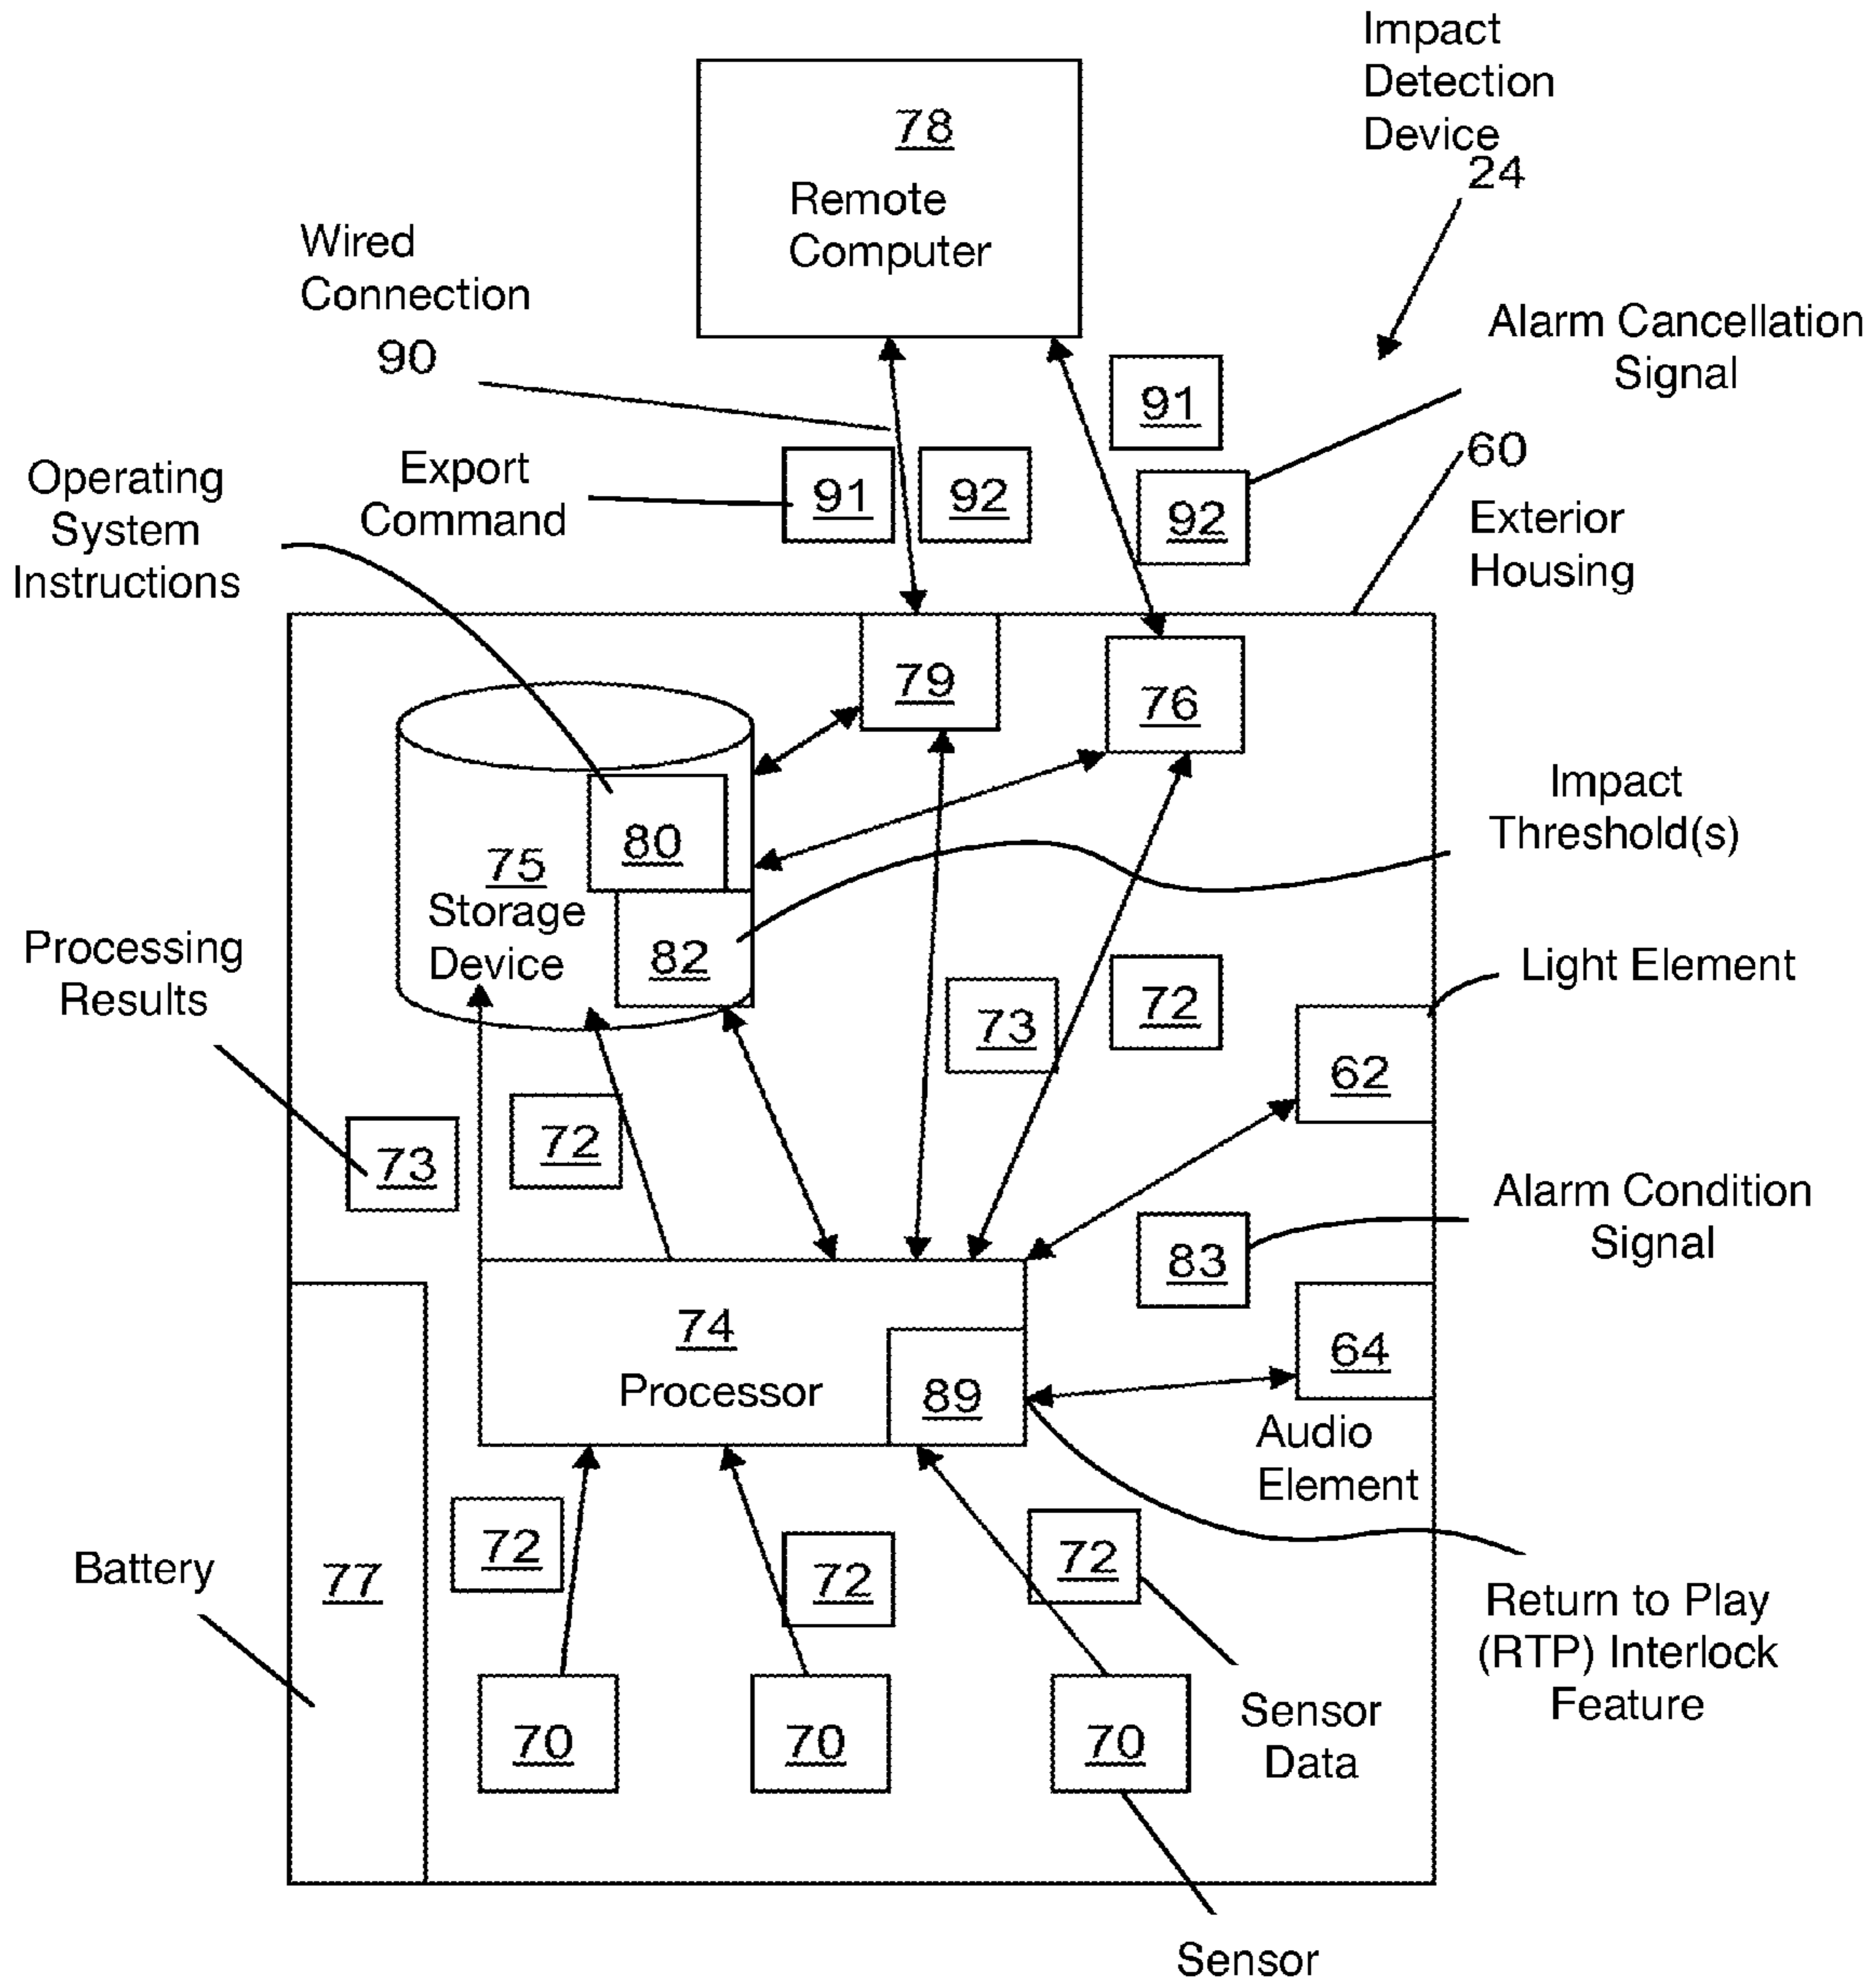 Impact
Detection
Device
24
78
Remote
Computer
Wired
Connection
90
Alarm Cancellation
Signal
91
60
Exterior
Housing
Operating
System
Instructions
Export
Command
91
92
92
79
76
Impact
Threshold(s)
80
75
Storage
Device
82
Processing
Results
Light Element
73
72
62
72
73
Alarm Condition
Signal
83
74
Processor
89
64
Audio
Element
72
72
72
Battery
77
Return to Play
(RTP) Interlock
Feature
Sensor
Data
70
70
70
Sensor